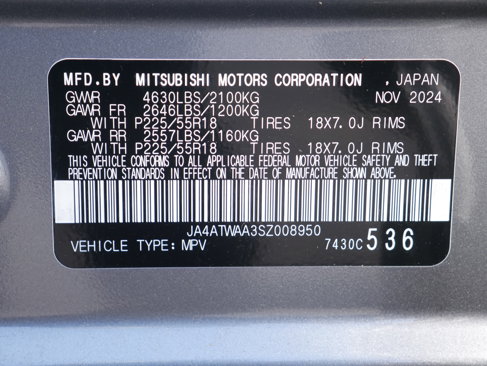 MFD.BY MITSUBISHI MOTORS CORPORATION , JAPAN
GVWR 4630LBS/2100KG NOV 2024
GAWR FR 2646LBS/1200KG
WITH P225/55R18 TIRES 18X7.0J RIMS
GAWR RR 2557LBS/1160KG
WITH P225/55R18 TIRES 18X7.0J RIMS
THIS VEHICLE CONFORMS TO ALL APPLICABLE FEDERAL MOTOR VEHICLE SAFETY AND THEFT
PREVENTION STANDARDS IN EFFECT ON THE DATE OF MANUFACTURE SHOWN ABOVE.
JA4ATWAA3SZ008950
VEHICLE TYPE: MPV 7430C 536